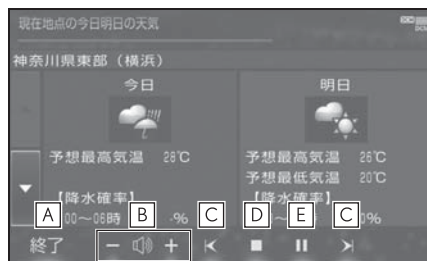 現在地点の今日明日の天気
神奈川県東部（横浜）
今日
明日
予想最高気温 28℃
予想最高気温 26℃
予想最低気温 20℃
【降水確率】
【降水確率】
00～06時 -%
A B C D E C
終了